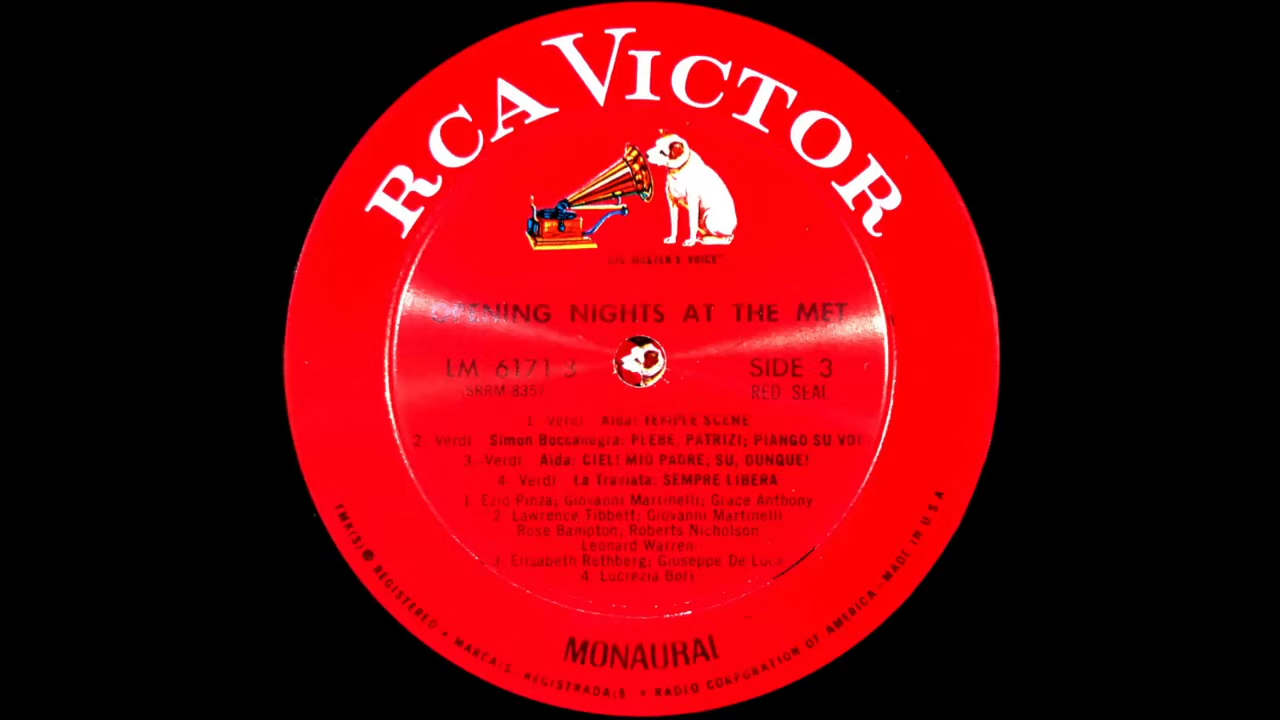 RCA VICTOR
"HIS MASTER'S VOICE"
OPENING NIGHTS AT THE MET
LM 6171-3 SIDE 3
(SRRM-8357) RED SEAL
1 - Verdi Aida: TEMPLE SCENE
2 - Verdi Simon Boccanegra: PLEBE, PATRIZI; PIANGO SU VOI
3 - Verdi Aida: CIEL! MIO PADRE; SU, DUNQUE!
4 - Verdi La Traviata: SEMPRE LIBERA
1 - Ezio Pinza; Giovanni Martinelli; Grace Anthony
2 - Lawrence Tibbett; Giovanni Martinelli
Rose Bampton; Roberts Nicholson
Leonard Warren
3 - Elisabeth Rethberg; Giuseppe De Luca
4 - Lucrezia Bori
MONAURAL
TMK(S)® REGISTERED • MARCA(S) REGISTRADA(S) • RADIO CORPORATION OF AMERICA-MADE IN U.S.A.